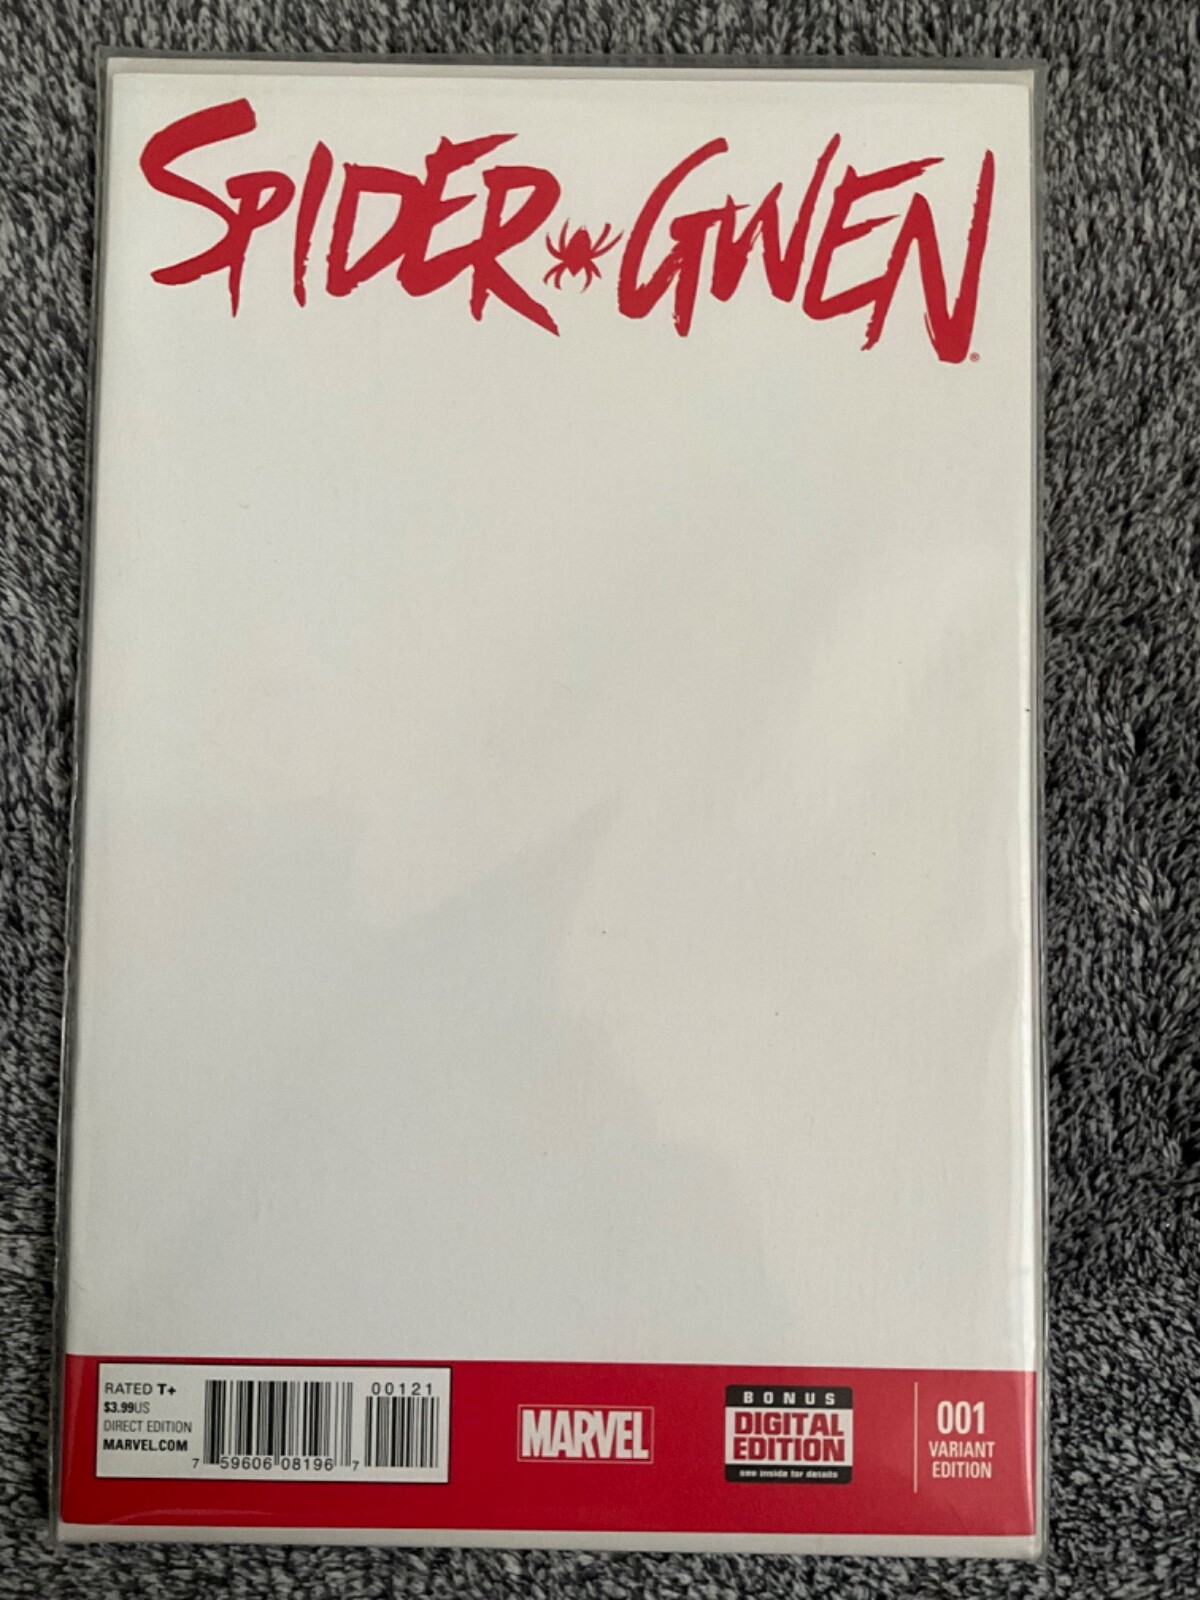 SPIDER GWEN
®
RATED T+
$3.99US
DIRECT EDITION
MARVEL.COM
00121
7 59606 08196 7
MARVEL
BONUS
DIGITAL
EDITION
see inside for details
001
VARIANT
EDITION